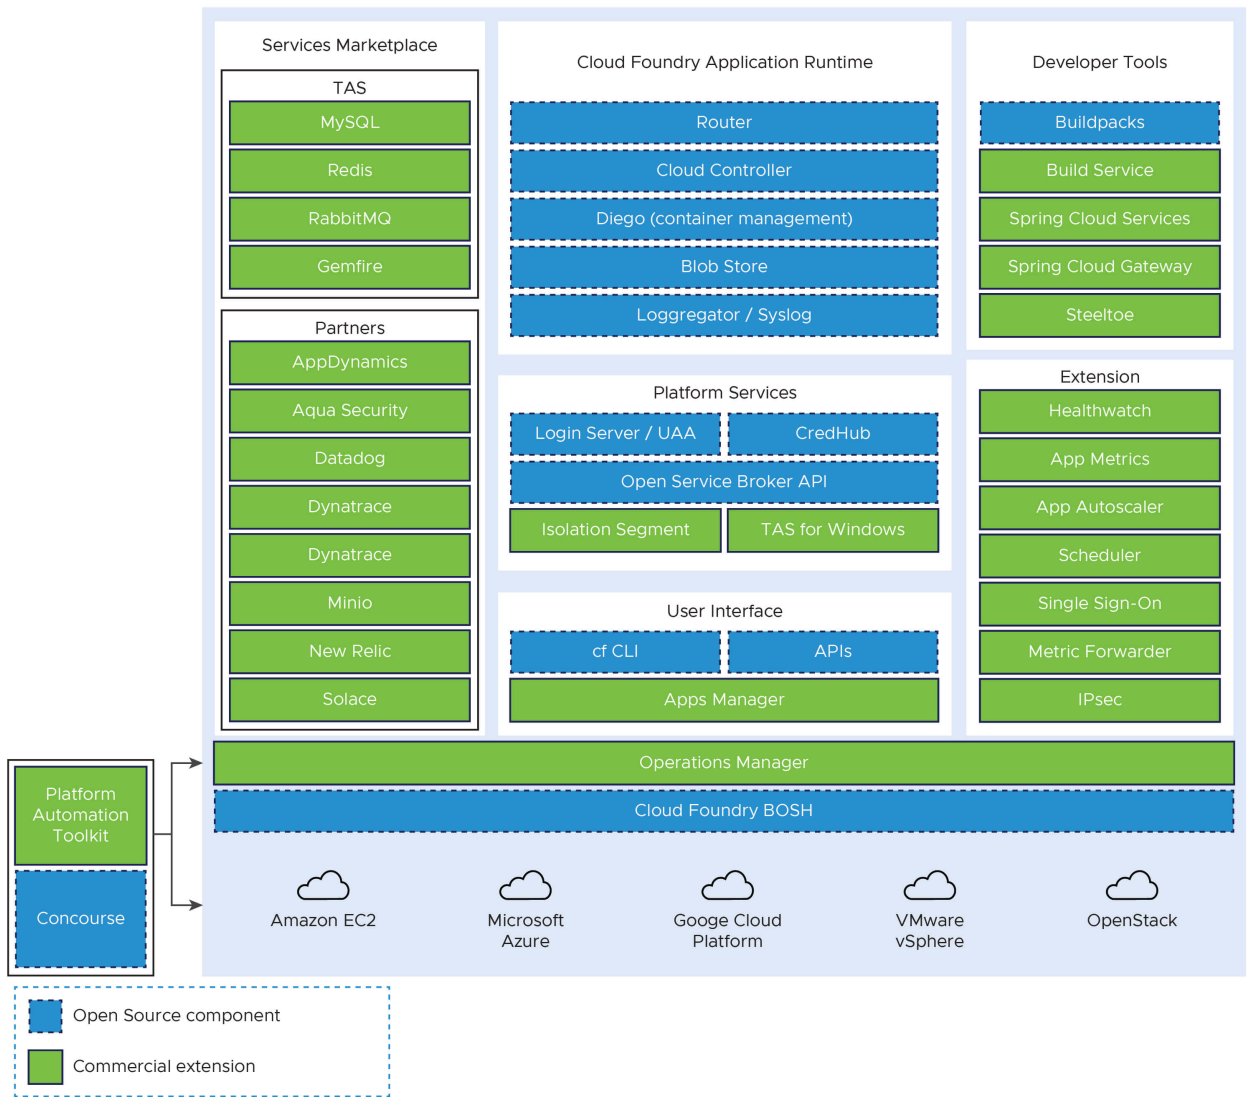 Services Marketplace
TAS
MySQL
Redis
RabbitMQ
Gemfire
Partners
AppDynamics
Aqua Security
Datadog
Dynatrace
Dynatrace
Minio
New Relic
Solace
Cloud Foundry Application Runtime
Router
Cloud Controller
Diego (container management)
Blob Store
Loggregator / Syslog
Platform Services
Login Server / UAA
CredHub
Open Service Broker API
Isolation Segment
TAS for Windows
User Interface
cf CLI
APIs
Apps Manager
Developer Tools
Buildpacks
Build Service
Spring Cloud Services
Spring Cloud Gateway
Steeltoe
Extension
Healthwatch
App Metrics
App Autoscaler
Scheduler
Single Sign-On
Metric Forwarder
IPsec
Operations Manager
Cloud Foundry BOSH
Platform
Automation
Toolkit
Concourse
Amazon EC2
Microsoft
Azure
Googe Cloud
Platform
VMware
vSphere
OpenStack
Open Source component
Commercial extension